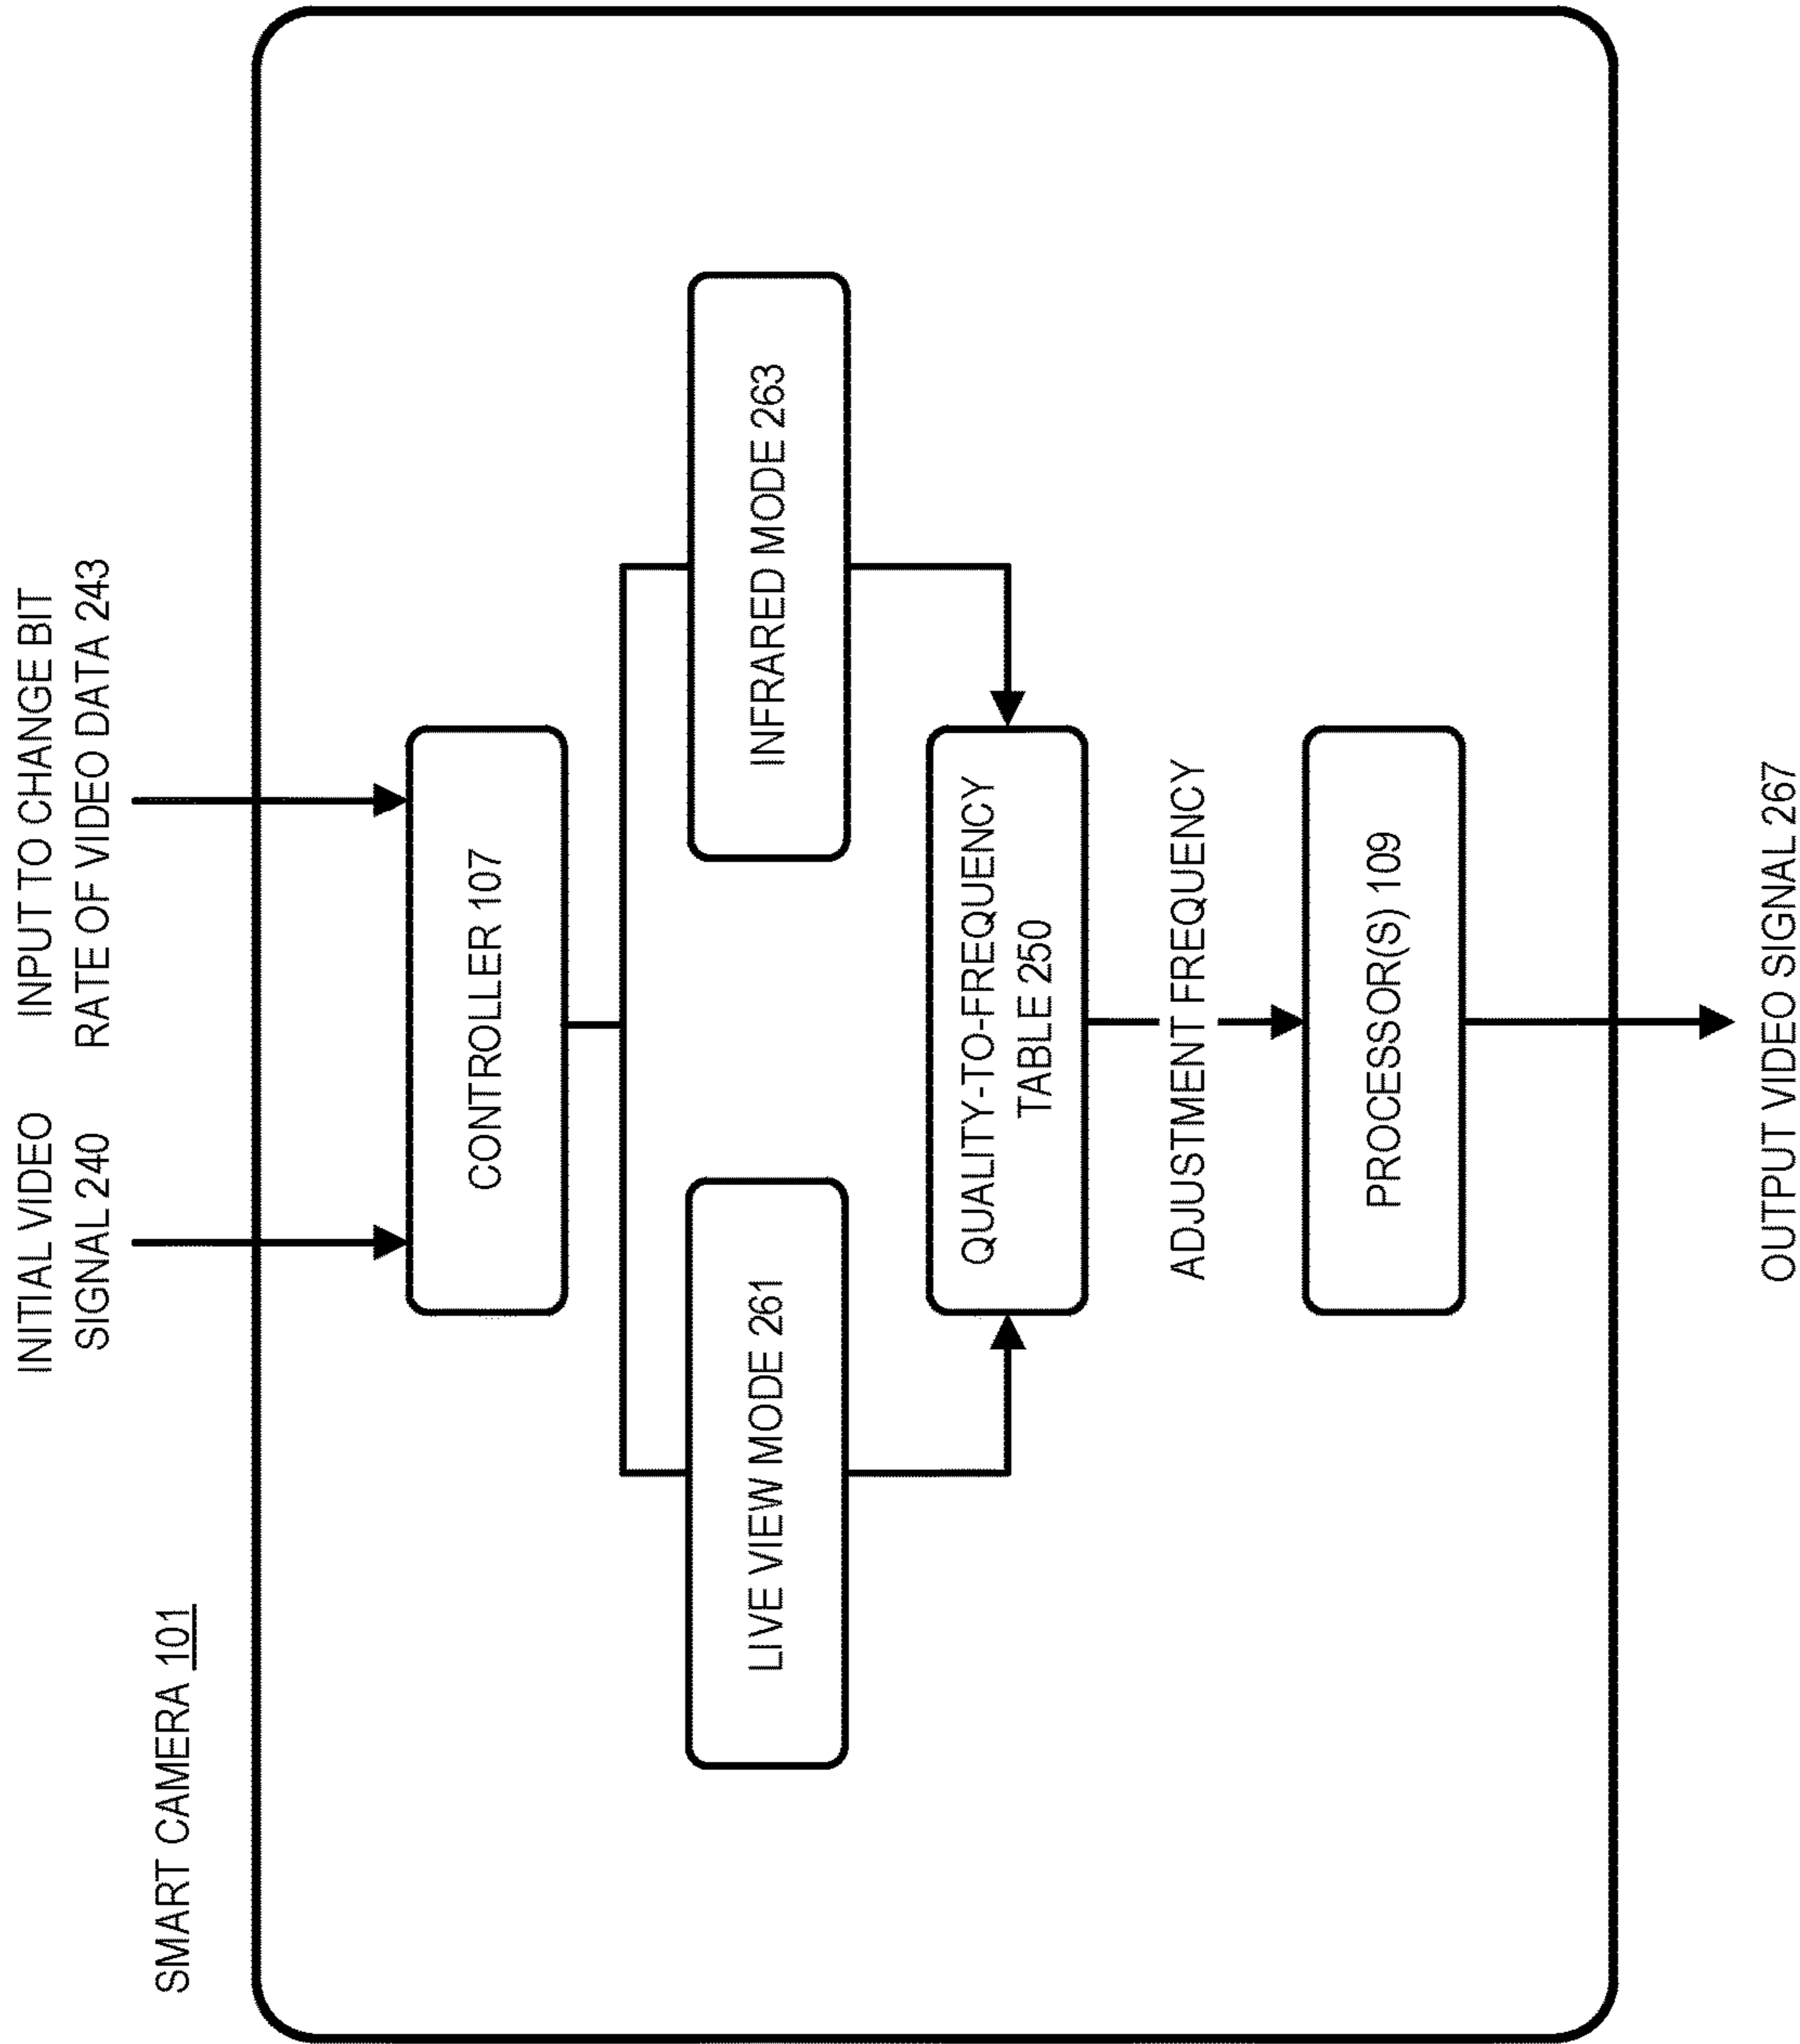 SMART CAMERA 101
INITIAL VIDEO
SIGNAL 240
INPUT TO CHANGE BIT
RATE OF VIDEO DATA 243
CONTROLLER 107
LIVE VIEW MODE 261
INFRARED MODE 263
QUALITY-TO-FREQUENCY
TABLE 250
ADJUSTMENT FREQUENCY
PROCESSOR(S) 109
OUTPUT VIDEO SIGNAL 267